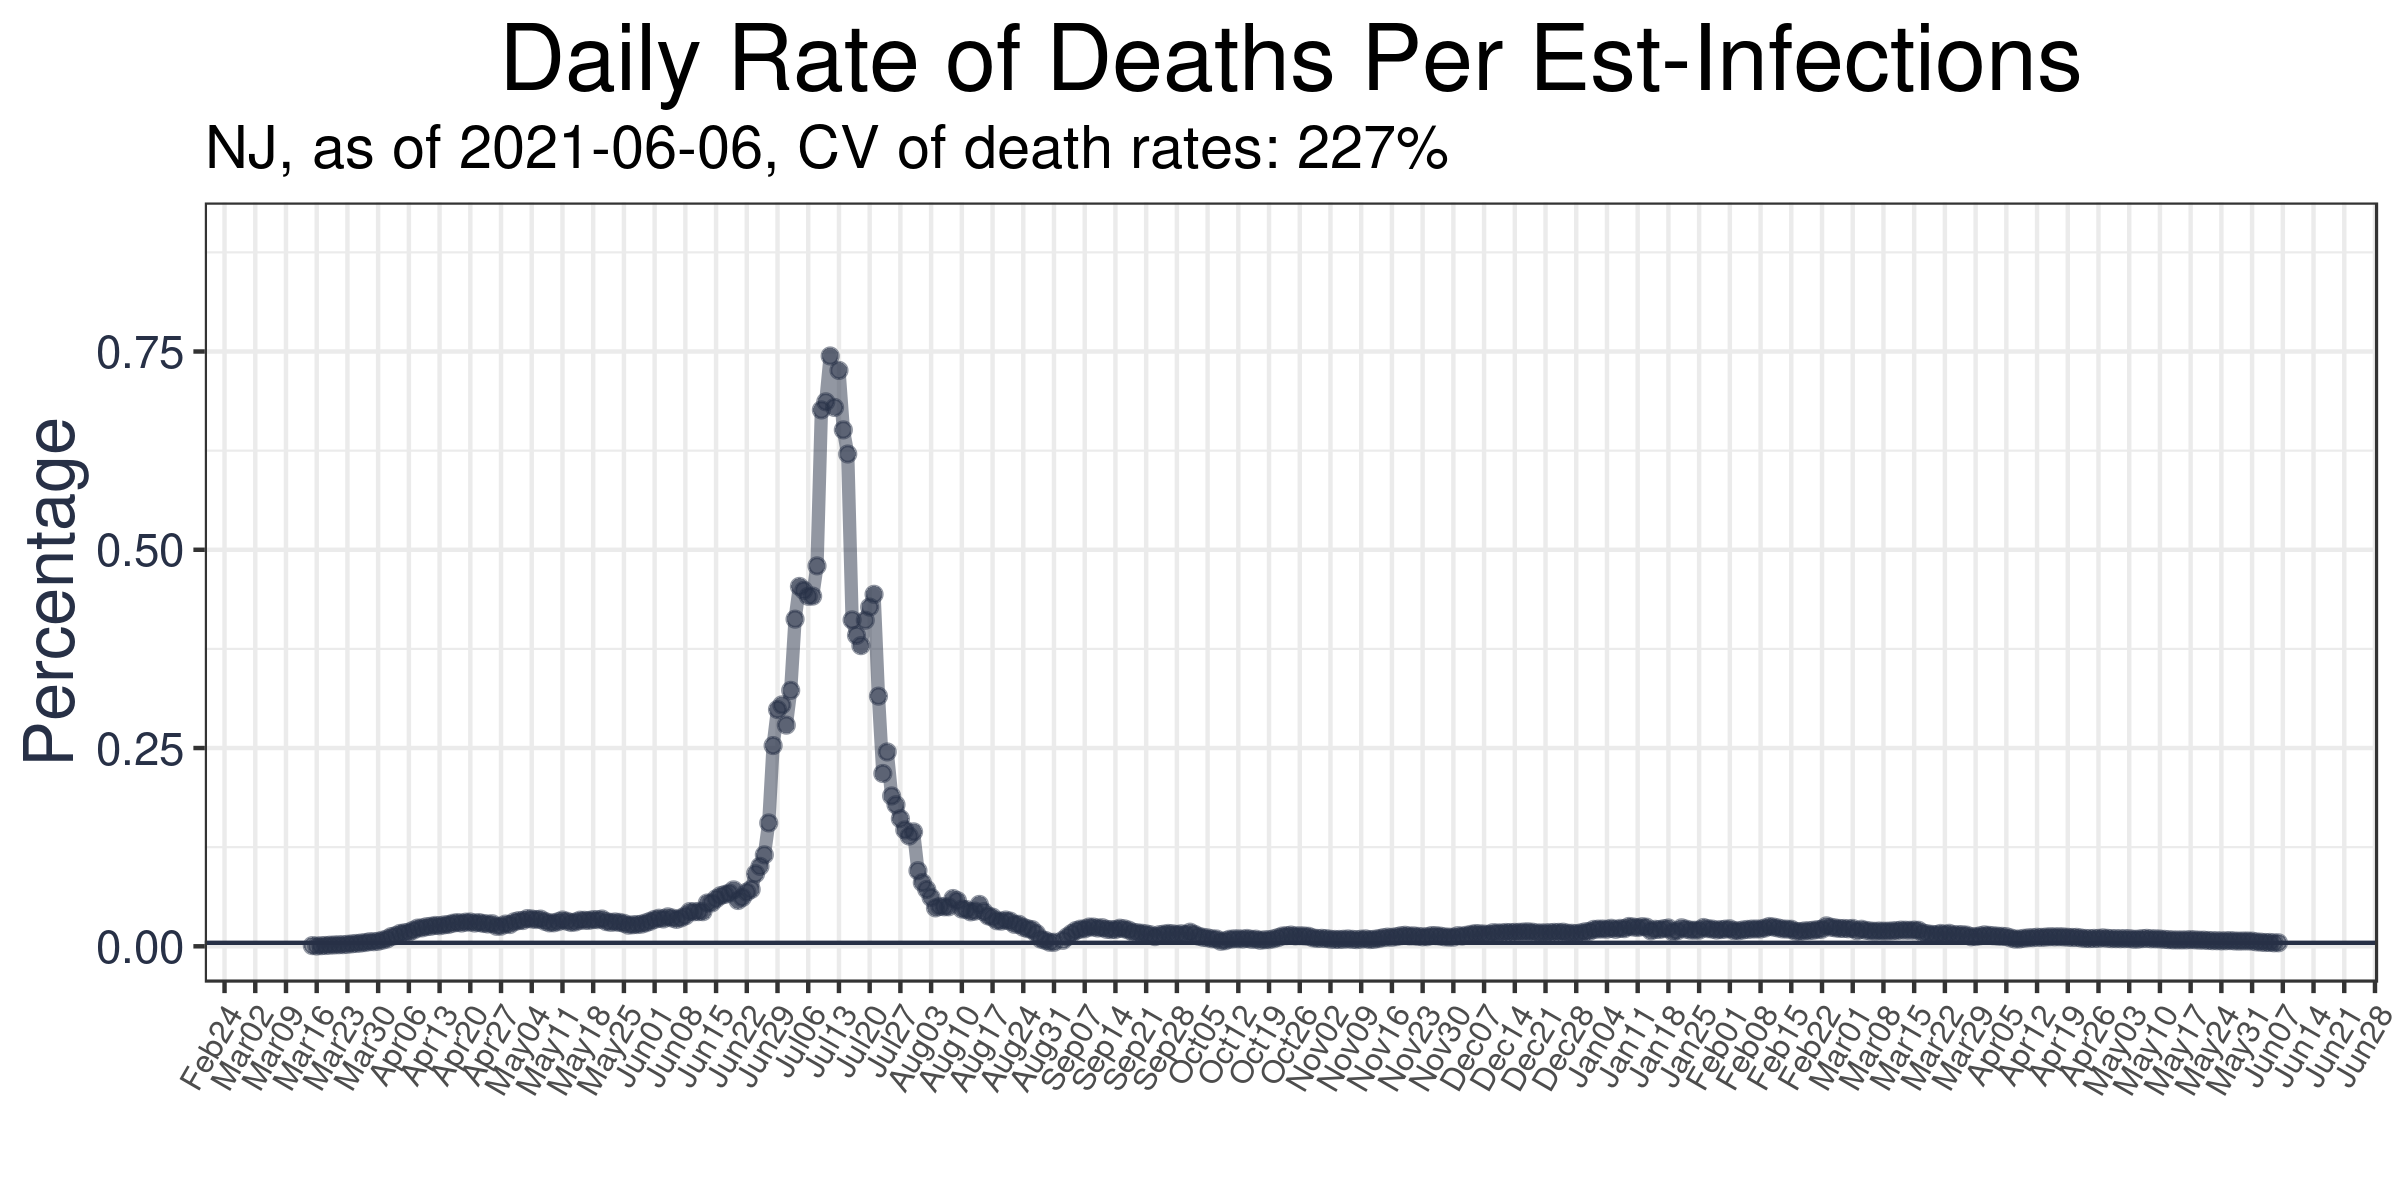 Daily Rate of Deaths Per Est-Infections
NJ, as of 2021-06-06, CV of death rates: 227%
Percentage
0.75
0.50
0.25
0.00
Feb24
Mar02
Mar09
Mar16
Mar23
Mar30
Apr06
Apr13
Apr20
Apr27
May04
May11
May18
May25
Jun01
Jun08
Jun15
Jun22
Jun29
Jul06
Jul13
Jul20
Jul27
Aug03
Aug10
Aug17
Aug24
Aug31
Sep07
Sep14
Sep21
Sep28
Oct05
Oct12
Oct19
Oct26
Nov02
Nov09
Nov16
Nov23
Nov30
Dec07
Dec14
Dec21
Dec28
Jan04
Jan11
Jan18
Jan25
Feb01
Feb08
Feb15
Feb22
Mar01
Mar08
Mar15
Mar22
Mar29
Apr05
Apr12
Apr19
Apr26
May03
May10
May17
May24
May31
Jun07
Jun14
Jun21
Jun28